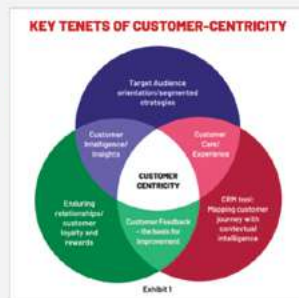 KEY TENETS OF CUSTOMER-CENTRICITY
Target Audience
orientation/segmented
strategies
Customer
Intelligence/
Insights
Customer
Care/
Experience
CUSTOMER
CENTRICITY
Enduring
relationships/
customer
loyalty and
rewards
Customer Feedback
– the basis for
Improvement
CRM tool:
Mapping customer
journey with
contextual
intelligence
Exhibit 1